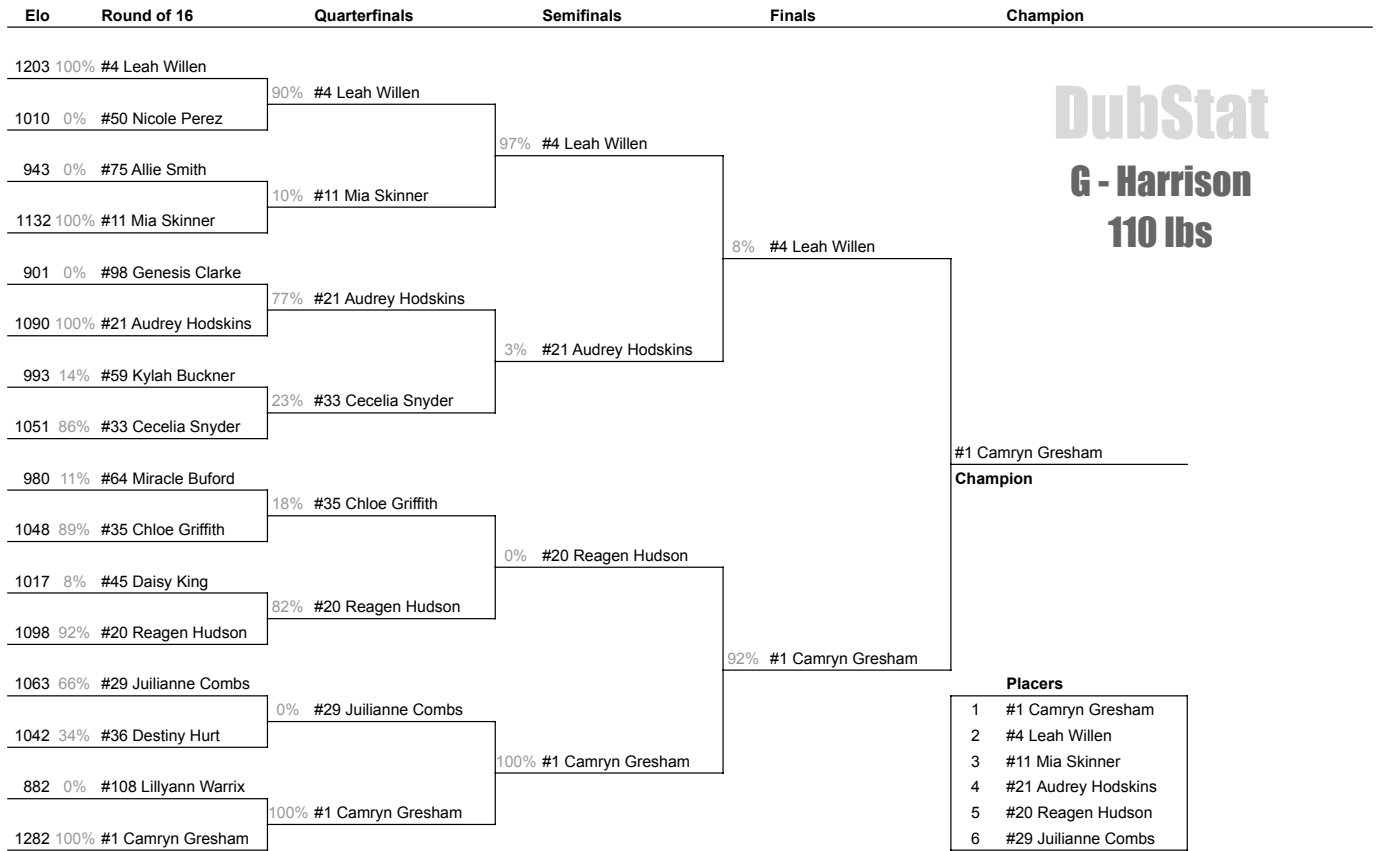 Elo Round of 16 Quarterfinals Semifinals Finals Champion
1203 100% #4 Leah Willen
90% #4 Leah Willen
1010 0% #50 Nicole Perez
97% #4 Leah Willen
943 0% #75 Allie Smith
10% #11 Mia Skinner
1132 100% #11 Mia Skinner
8% #4 Leah Willen
901 0% #98 Genesis Clarke
77% #21 Audrey Hodskins
1090 100% #21 Audrey Hodskins
3% #21 Audrey Hodskins
993 14% #59 Kylah Buckner
23% #33 Cecelia Snyder
1051 86% #33 Cecelia Snyder
#1 Camryn Gresham
Champion
980 11% #64 Miracle Buford
18% #35 Chloe Griffith
1048 89% #35 Chloe Griffith
0% #20 Reagen Hudson
1017 8% #45 Daisy King
82% #20 Reagen Hudson
1098 92% #20 Reagen Hudson
92% #1 Camryn Gresham
1063 66% #29 Juilianne Combs
0% #29 Juilianne Combs
1042 34% #36 Destiny Hurt
100% #1 Camryn Gresham
882 0% #108 Lillyann Warrix
100% #1 Camryn Gresham
1282 100% #1 Camryn Gresham
DubStat
G - Harrison
110 lbs
Placers
1 #1 Camryn Gresham
2 #4 Leah Willen
3 #11 Mia Skinner
4 #21 Audrey Hodskins
5 #20 Reagen Hudson
6 #29 Juilianne Combs